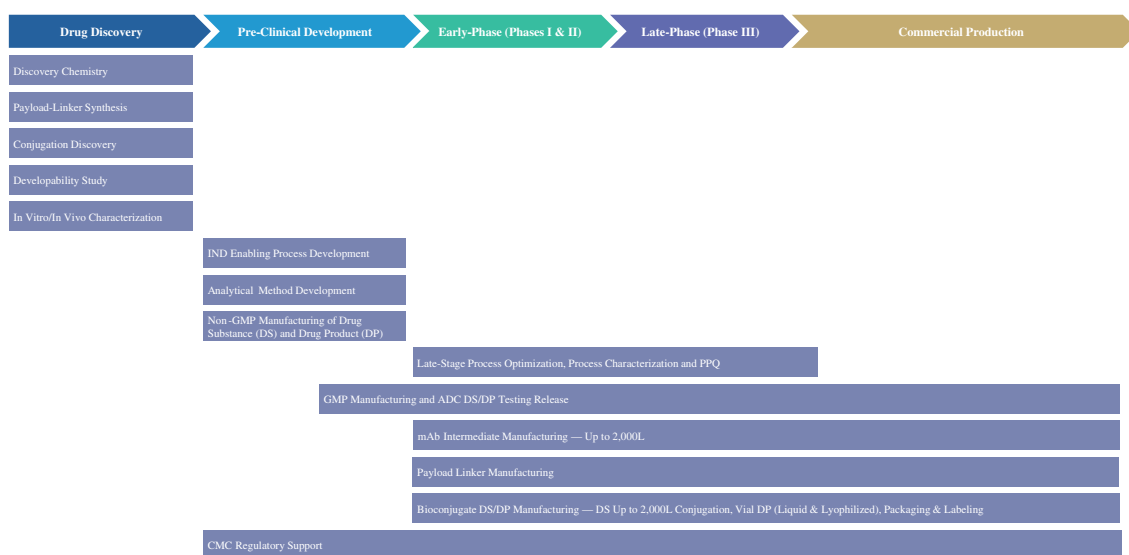 Drug Discovery
Pre-Clinical Development
Early-Phase (Phases I & II)
Late-Phase (Phase III)
Commercial Production
Discovery Chemistry
Payload-Linker Synthesis
Conjugation Discovery
Developability Study
In Vitro/In Vivo Characterization
IND Enabling Process Development
Analytical Method Development
Non-GMP Manufacturing of Drug
Substance (DS) and Drug Product (DP)
Late-Stage Process Optimization, Process Characterization and PPQ
GMP Manufacturing and ADC DS/DP Testing Release
mAb Intermediate Manufacturing — Up to 2,000L
Payload Linker Manufacturing
Bioconjugate DS/DP Manufacturing — DS Up to 2,000L Conjugation, Vial DP (Liquid & Lyophilized), Packaging & Labeling
CMC Regulatory Support